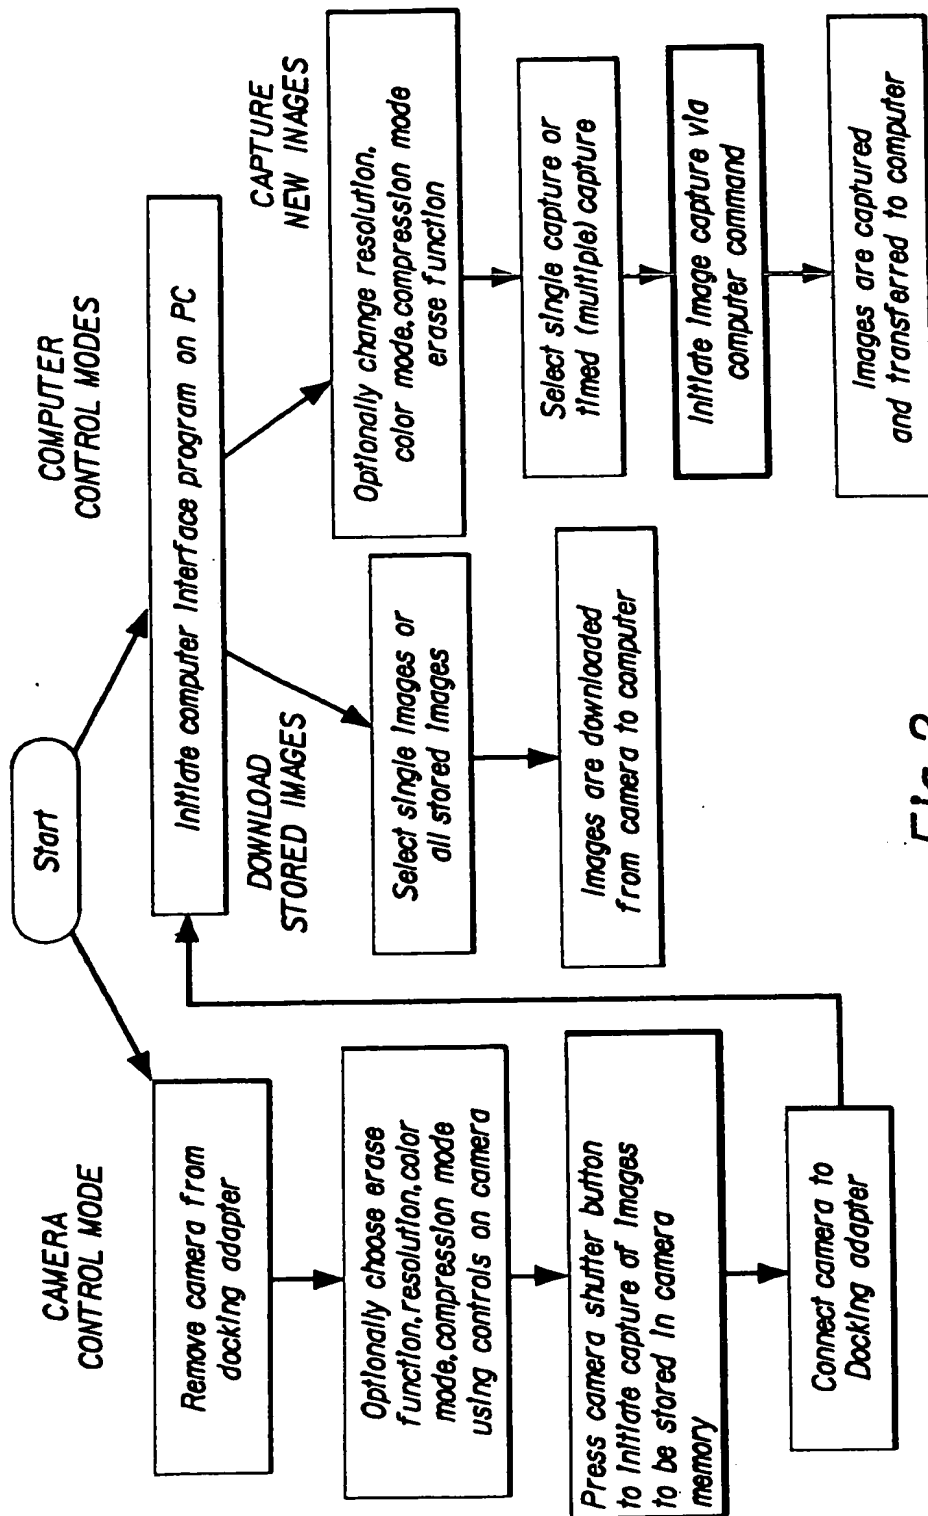 Start
CAMERA
CONTROL MODE
Remove camera from
docking adapter
Optionally choose erase
function,resolution,color
mode,compression mode
using controls on camera
Press camera shutter button
to initiate capture of images
to be stored in camera
memory
Connect camera to
Docking adapter
COMPUTER
CONTROL MODES
Initiate computer interface program on PC
DOWNLOAD
STORED IMAGES
Select single images or
all stored images
Images are downloaded
from camera to computer
CAPTURE
NEW INAGES
Optionally change resolution,
color mode,compression mode
erase function
Select single capture or
timed (multiple) capture
Initiate image capture via
computer command
Images are captured
and transferred to computer